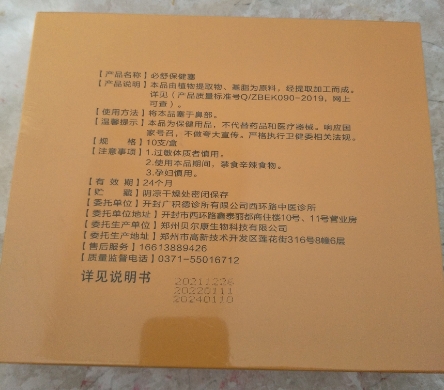 【产品名称】必舒保健塞
【产品说明】本品由植物提取物、基质为原料，经提取加工而成。
详见（产品质量标准号Q/ZBEK090-2019，网上
可查）。
【使用方法】将本品塞于鼻部。
【温馨提示】本品为保健用品，不代替药品和医疗器械。响应国
家号召，不做夸大宣传。严格执行卫健委相关法规。
【规 格】10支/盒
【注意事项】1.过敏体质者慎用。
2.使用本品期间，禁食辛辣食物。
3.孕妇慎用。
【有 效 期】24个月
【贮 藏】阴凉干燥处密闭保存
【委托单位】开封广积德诊所有限公司西环路中医诊所
【委托单位地址】开封市西环路嘉泰丽都商住楼10号、11号营业房
【委托生产单位】郑州贝尔康生物科技有限公司
【委托生产地址】郑州市高新技术开发区莲花街316号8幢6层
【售后服务】16613889426
【质量监督电话】0371-55016712
详见说明书
20211226
20220111
20240110